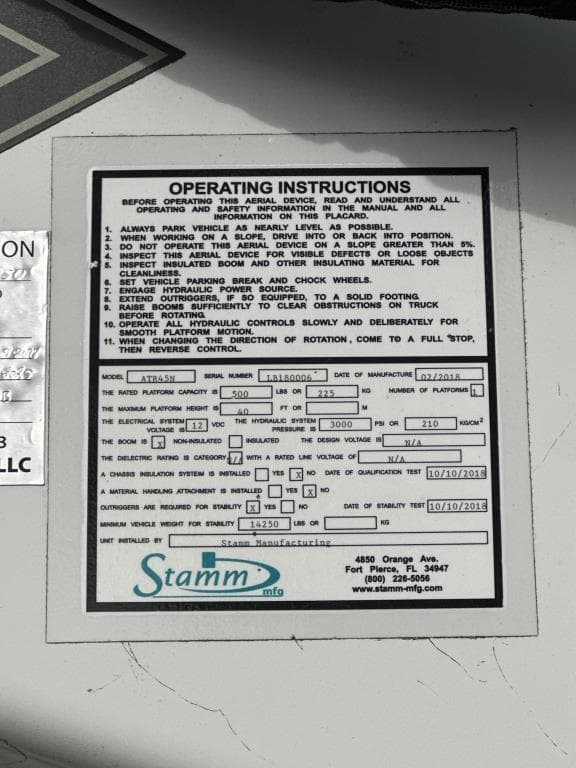 OPERATING INSTRUCTIONS
BEFORE OPERATING THIS AERIAL DEVICE, READ AND UNDERSTAND ALL
OPERATING AND SAFETY INFORMATION IN THE MANUAL AND ALL
INFORMATION ON THIS PLACARD.
1. ALWAYS PARK VEHICLE AS NEARLY LEVEL AS POSSIBLE.
2. WHEN WORKING ON A SLOPE, DRIVE INTO OR BACK INTO POSITION.
3. DO NOT OPERATE THIS AERIAL DEVICE ON A SLOPE GREATER THAN 5%.
4. INSPECT THIS AERIAL DEVICE FOR VISIBLE DEFECTS OR LOOSE OBJECTS
5. INSPECT INSULATED BOOM AND OTHER INSULATING MATERIAL FOR
CLEANLINESS.
6. SET VEHICLE PARKING BREAK AND CHOCK WHEELS.
7. ENGAGE HYDRAULIC POWER SOURCE.
8. EXTEND OUTRIGGERS, IF SO EQUIPPED, TO A SOLID FOOTING.
9. RAISE BOOMS SUFFICIENTLY TO CLEAR OBSTRUCTIONS ON TRUCK
BEFORE ROTATING.
10. OPERATE ALL HYDRAULIC CONTROLS SLOWLY AND DELIBERATELY FOR
SMOOTH PLATFORM MOTION.
11. WHEN CHANGING THE DIRECTION OF ROTATION, COME TO A FULL STOP,
THEN REVERSE CONTROL.
MODEL ATR45N SERIAL NUMBER LB180006 DATE OF MANUFACTURE 02/2018
THE RATED PLATFORM CAPACITY IS 500 LBS OR 225 KG NUMBER OF PLATFORMS 1
THE MAXIMUM PLATFORM HEIGHT IS 40 FT OR M
THE ELECTRICAL SYSTEM VOLTAGE IS 12 VDC THE HYDRAULIC SYSTEM PRESSURE IS 3000 PSI OR 210 KG/CM²
THE BOOM IS X NON-INSULATED INSULATED THE DESIGN VOLTAGE IS N/A
THE DIELECTRIC RATING IS CATEGORY N/A WITH A RATED LINE VOLTAGE OF N/A
A CHASSIS INSULATION SYSTEM IS INSTALLED YES X NO DATE OF QUALIFICATION TEST 10/10/2018
A MATERIAL HANDLING ATTACHMENT IS INSTALLED YES X NO
OUTRIGGERS ARE REQUIRED FOR STABILITY X YES NO DATE OF STABILITY TEST 10/10/2018
MINIMUM VEHICLE WEIGHT FOR STABILITY 14250 LBS OR KG
UNIT INSTALLED BY Stamm Manufacturing
Stamm mfg
4850 Orange Ave.
Fort Pierce, FL 34947
(800) 226-5056
www.stamm-mfg.com
ON
3
LLC